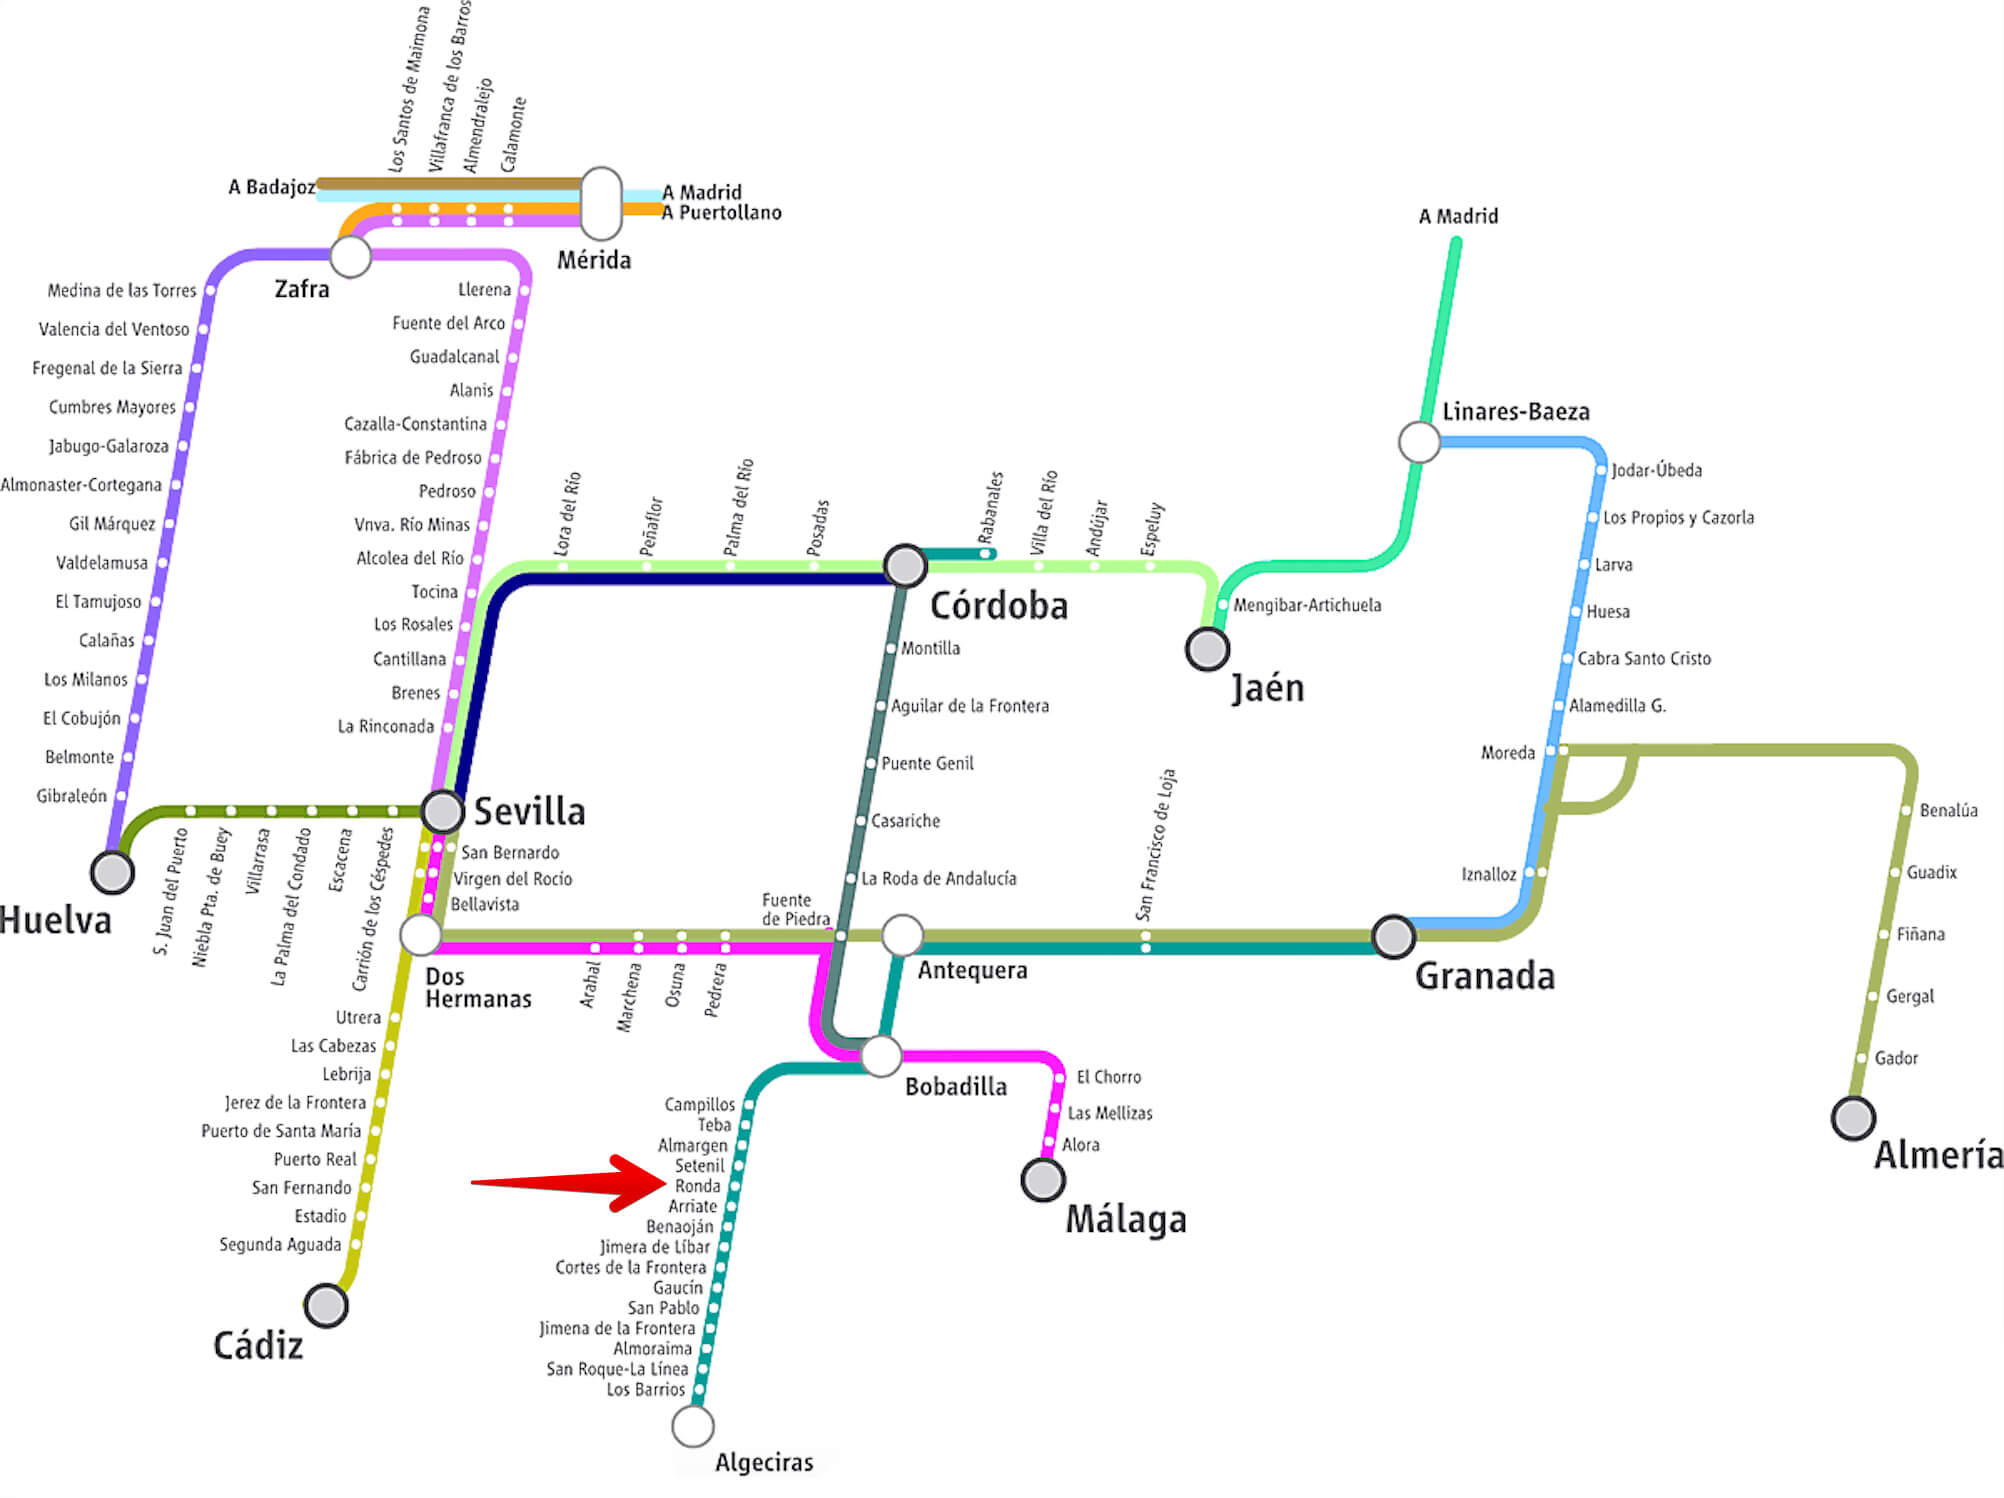 Los Santos de Maimona
Villafranca de los Barros
Almendralejo
Calamonte
A Badajoz
A Madrid
A Puertollano
Mérida
Zafra
Medina de las Torres
Valencia del Ventoso
Fregenal de la Sierra
Cumbres Mayores
Jabugo-Galaroza
Almonaster-Cortegana
Gil Márquez
Valdelamusa
El Tamujoso
Calañas
Los Milanos
El Cobujón
Belmonte
Gibraleón
Huelva
Llerena
Fuente del Arco
Guadalcanal
Alanis
Cazalla-Constantina
Fábrica de Pedroso
Pedroso
Vnva. Río Minas
Alcolea del Río
Tocina
Los Rosales
Cantillana
Brenes
La Rinconada
Sevilla
S. Juan del Puerto
Niebla Pta. de Buey
Villarrasa
La Palma del Condado
Escacena
Carrión de los Céspedes
San Bernardo
Virgen del Rocío
Bellavista
Dos
Hermanas
Utrera
Las Cabezas
Lebrija
Jerez de la Frontera
Puerto de Santa María
Puerto Real
San Fernando
Estadio
Segunda Aguada
Cádiz
Lora del Río
Peñaflor
Palma del Río
Posadas
Córdoba
Rabanales
Villa del Río
Andújar
Espeluy
Mengibar-Artichuela
Jaén
A Madrid
Linares-Baeza
Jodar-Úbeda
Los Propios y Cazorla
Larva
Huesa
Cabra Santo Cristo
Alamedilla G.
Moreda
Iznalloz
Granada
Benalúa
Guadix
Fiñana
Gergal
Gador
Almería
Montilla
Aguilar de la Frontera
Puente Genil
Casariche
La Roda de Andalucía
Fuente
de Piedra
Arahal
Marchena
Osuna
Pedrera
Antequera
San Francisco de Loja
Bobadilla
El Chorro
Las Mellizas
Alora
Málaga
Campillos
Teba
Almargen
Setenil
Ronda
Arriate
Benaoján
Jimera de Líbar
Cortes de la Frontera
Gaucín
San Pablo
Jimena de la Frontera
Almoraima
San Roque-La Línea
Los Barrios
Algeciras